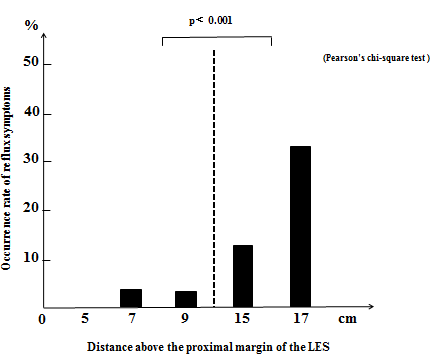 %
p< 0.001
(Pearson's chi-square test )
50
40
30
20
10
Occurrence rate of reflux symptoms
0 5 7 9 15 17 cm
Distance above the proximal margin of the LES